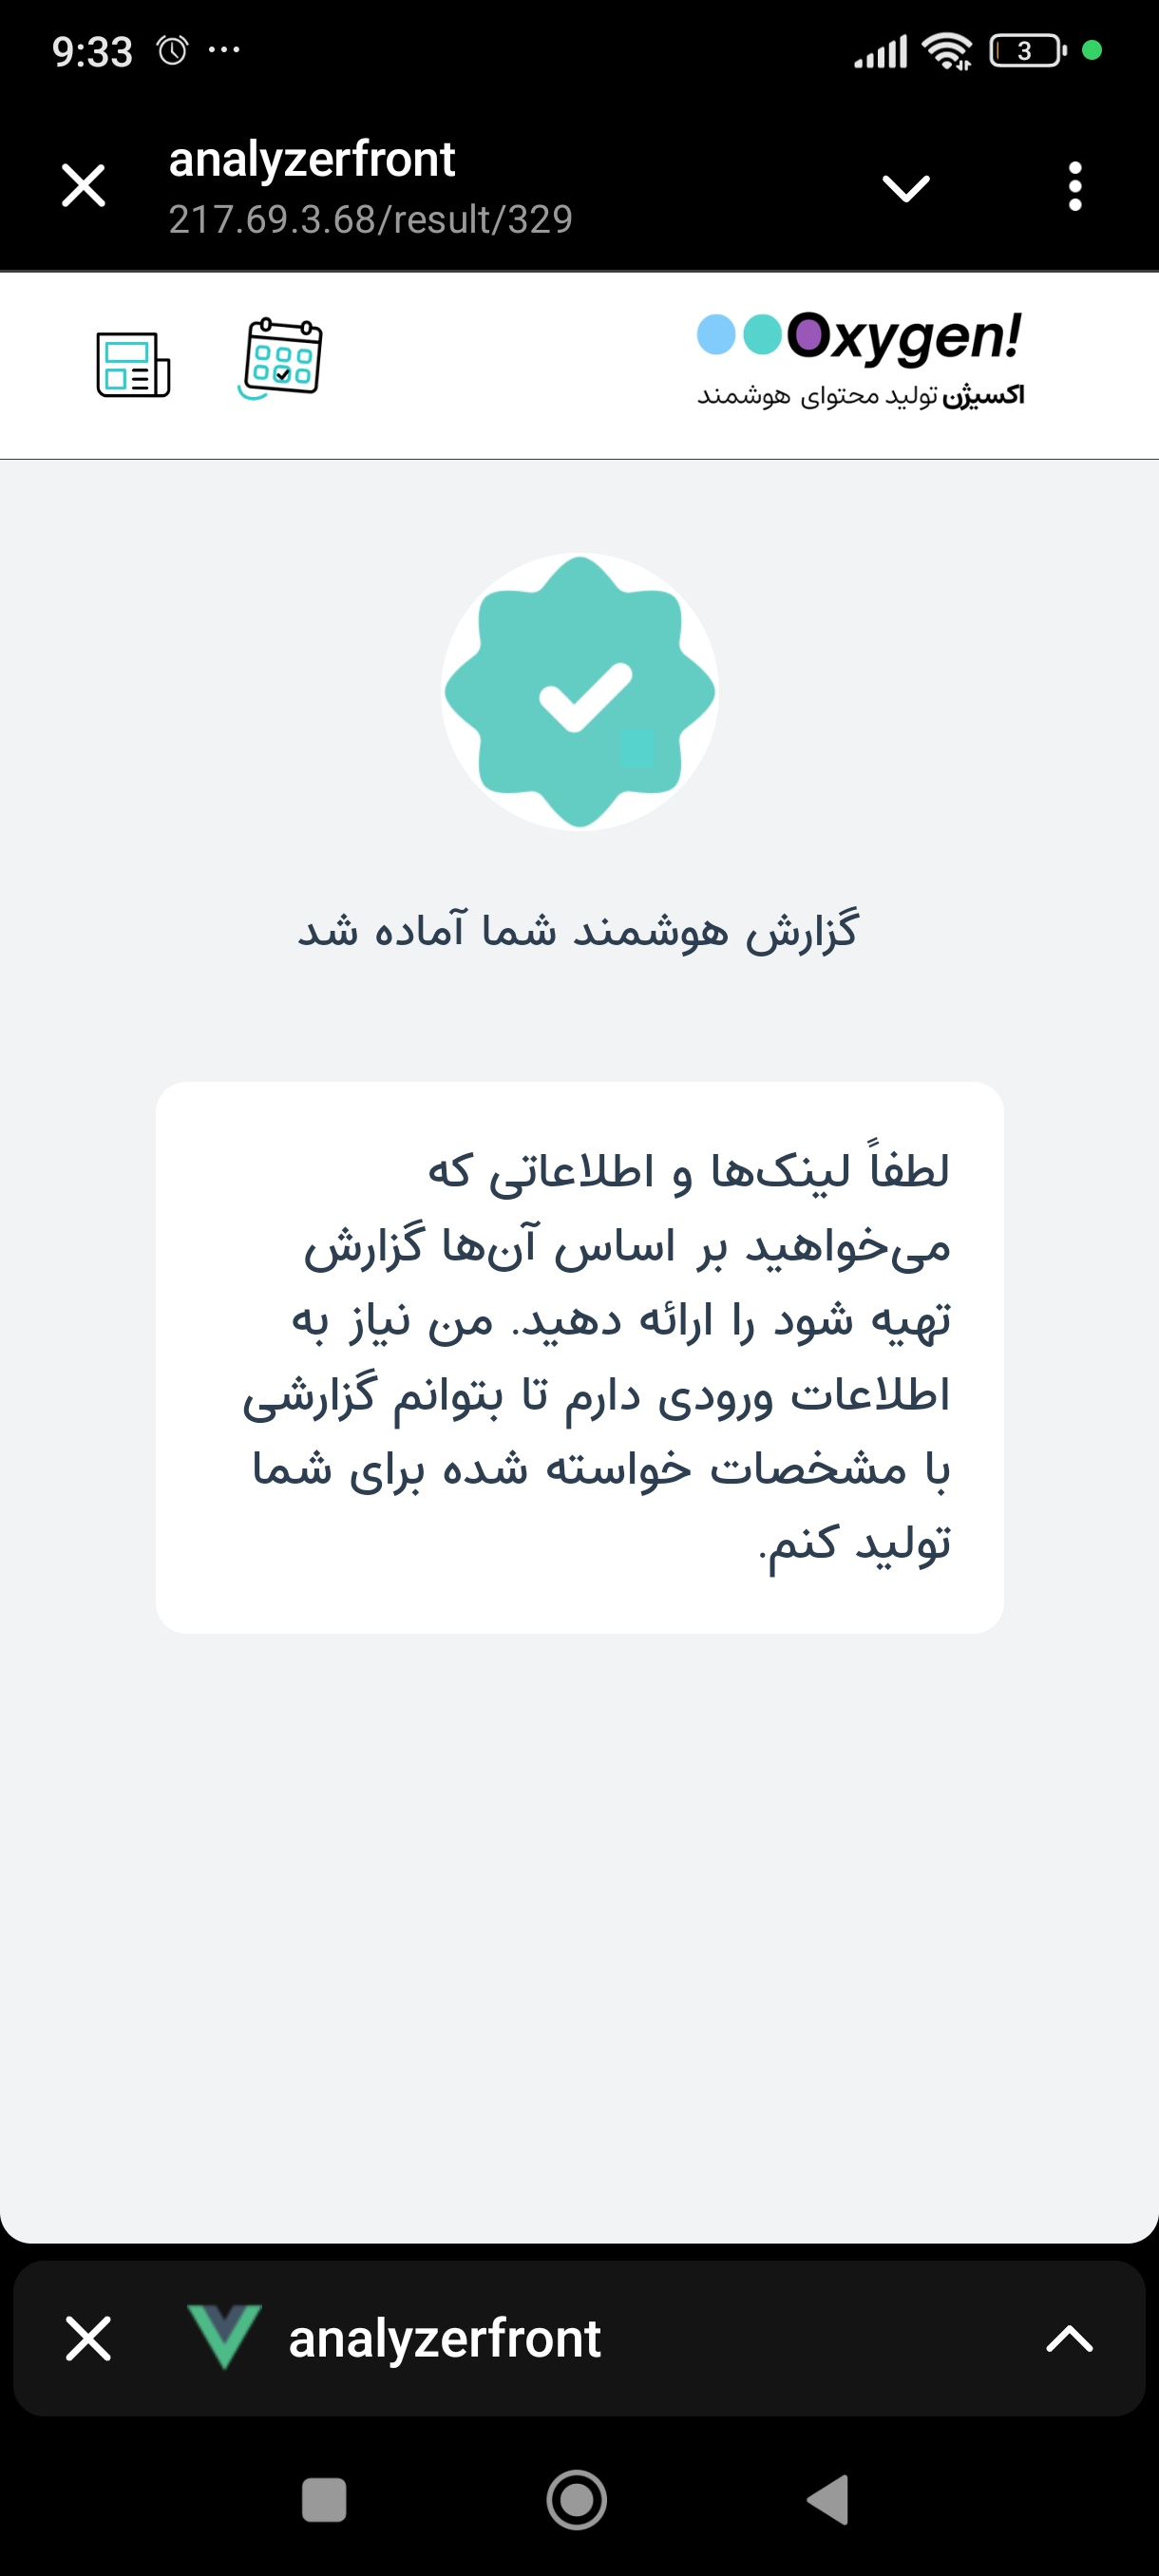 9:33
3
analyzerfront
217.69.3.68/result/329
Oxygen!
اکسیژن تولید محتوای هوشمند
گزارش هوشمند شما آماده شد
لطفاً لینک‌ها و اطلاعاتی که
می‌خواهید بر اساس آن‌ها گزارش
تهیه شود را ارائه دهید. من نیاز به
اطلاعات ورودی دارم تا بتوانم گزارشی
با مشخصات خواسته شده برای شما
تولید کنم.
analyzerfront